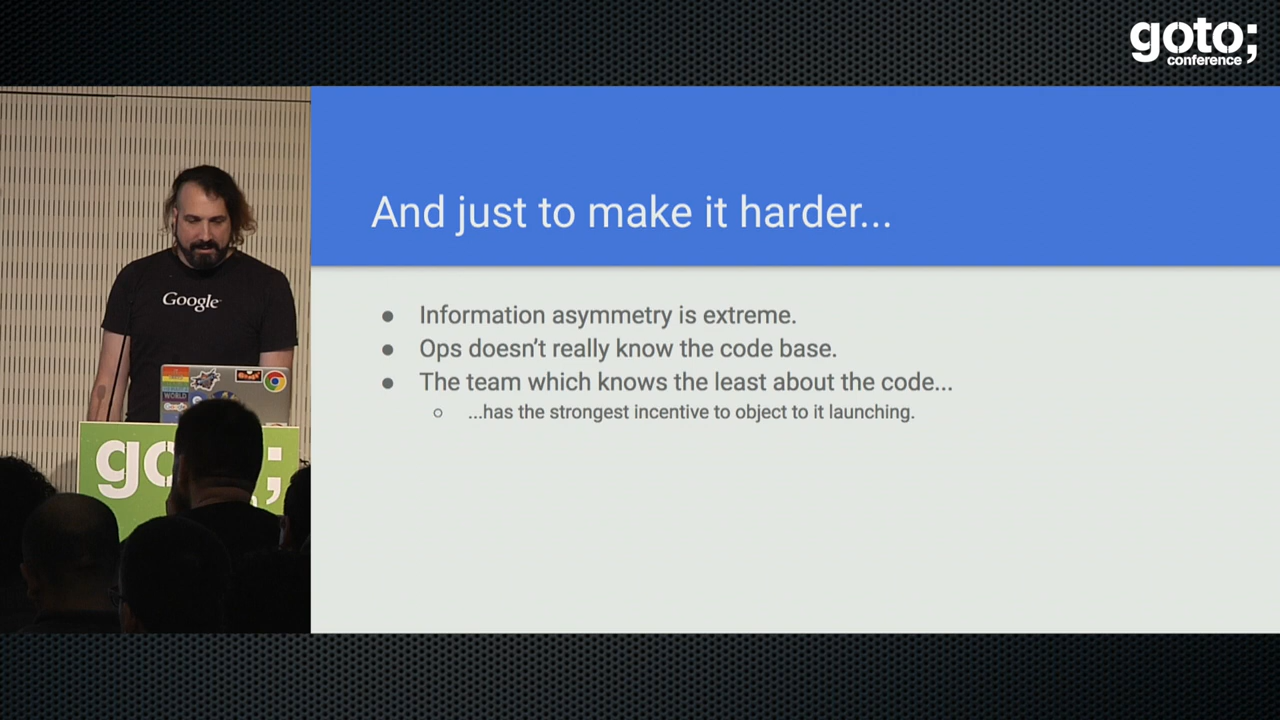 goto;
conference
And just to make it harder...
Information asymmetry is extreme.
Ops doesn't really know the code base.
The team which knows the least about the code...
...has the strongest incentive to object to it launching.
Google
WORLD
go ;